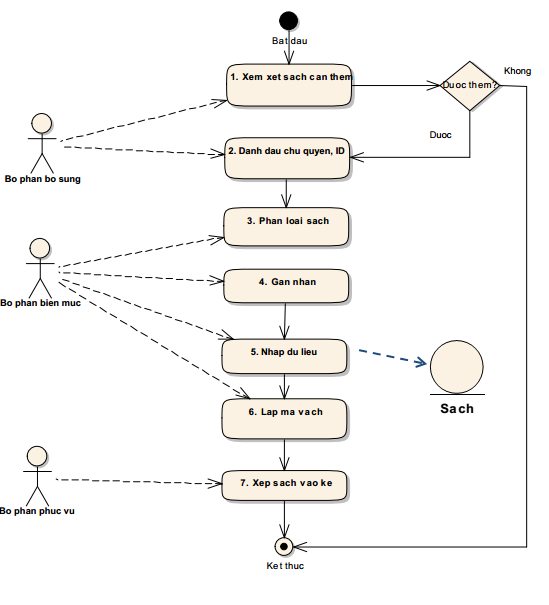 Bat dau
1. Xem xet sach can them
Duoc them?
Khong
Duoc
2. Danh dau chu quyen, ID
Bo phan bo sung
3. Phan loai sach
4. Gan nhan
Bo phan bien muc
5. Nhap du lieu
Sach
6. Lap ma vach
7. Xep sach vao ke
Bo phan phuc vu
Ket thuc